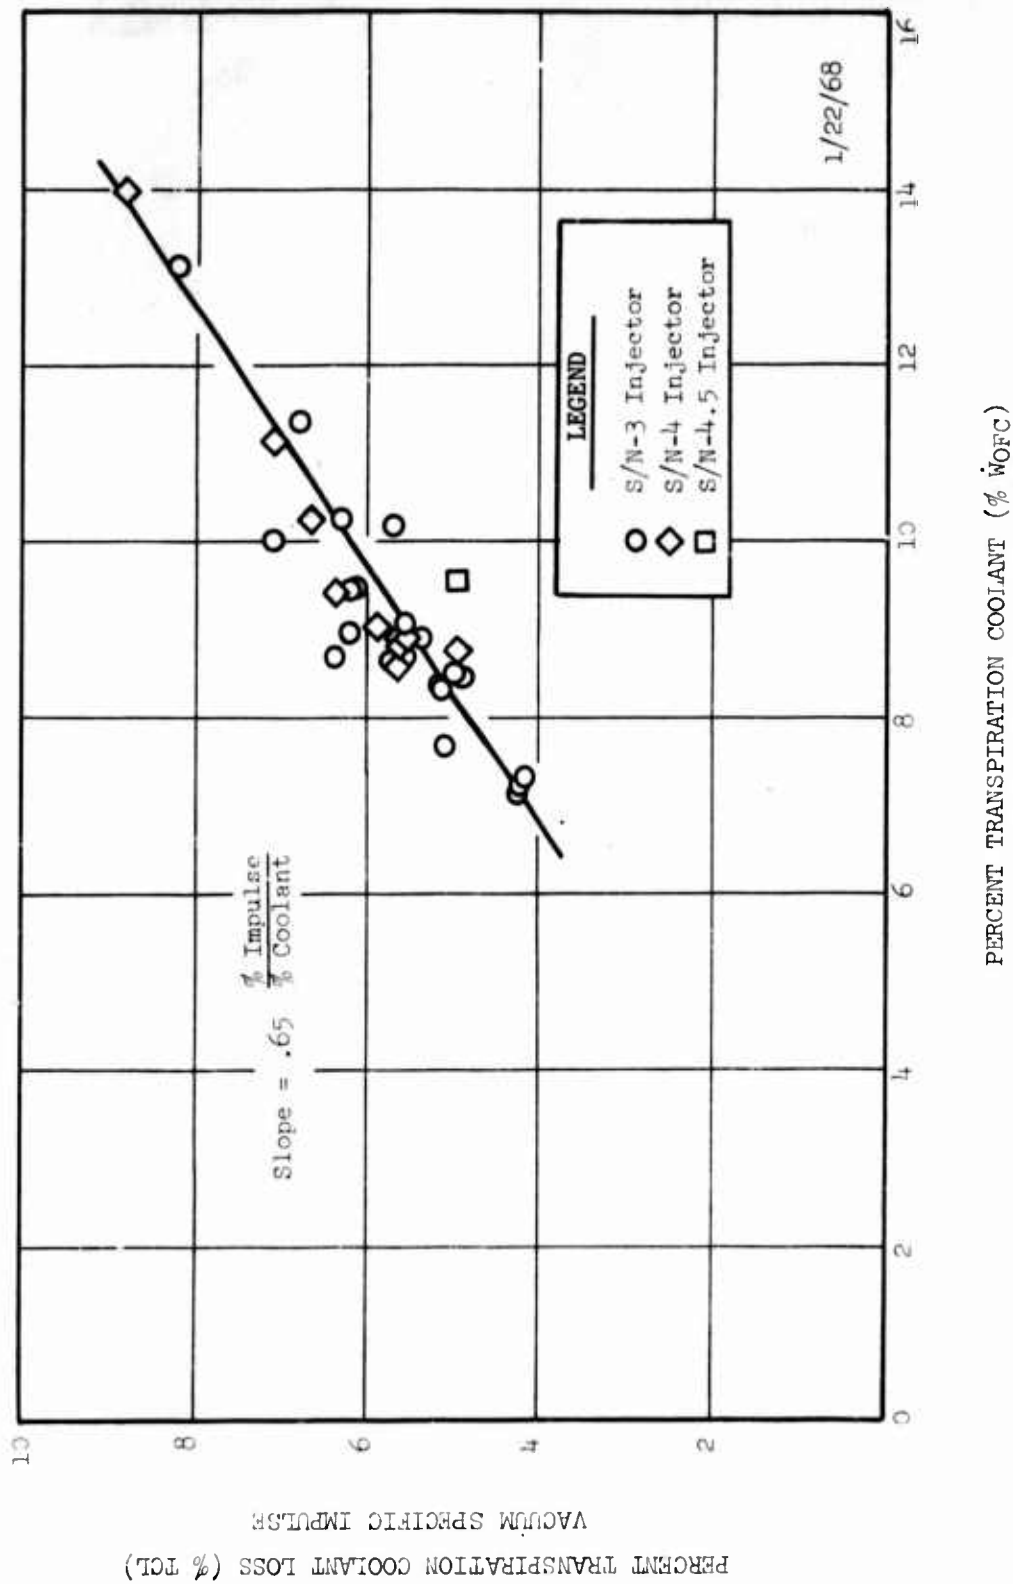 PERCENT TRANSPIRATION COOLANT LOSS (% TCL)
VACUUM SPECIFIC IMPULSE
10
8
6
4
2
Slope = .65 % Impulse
% Coolant
LEGEND
S/N-3 Injector
S/N-4 Injector
S/N-4.5 Injector
1/22/68
0
2
4
6
8
10
12
14
16
PERCENT TRANSPIRATION COOLANT (% ẆOFC)